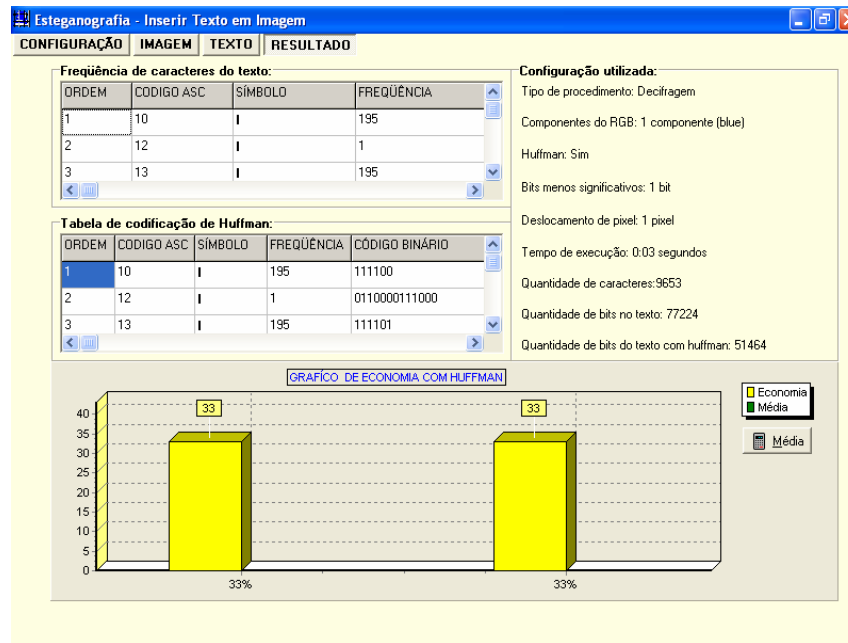 Esteganografia - Inserir Texto em Imagem
CONFIGURAÇÃO IMAGEM TEXTO RESULTADO
Freqüência de caracteres do texto:
ORDEM CODIGO ASC SÍMBOLO FREQÜÊNCIA
1 10 I 195
2 12 I 1
3 13 I 195
Tabela de codificação de Huffman:
ORDEM CODIGO ASC SÍMBOLO FREQÜÊNCIA CÓDIGO BINÁRIO
1 10 I 195 111100
2 12 I 1 0110000111000
3 13 I 195 111101
Configuração utilizada:
Tipo de procedimento: Decifragem
Componentes do RGB: 1 componente (blue)
Huffman: Sim
Bits menos significativos: 1 bit
Deslocamento de pixel: 1 pixel
Tempo de execução: 0:03 segundos
Quantidade de caracteres:9653
Quantidade de bits no texto: 77224
Quantidade de bits do texto com huffman: 51464
GRAFÍCO DE ECONOMIA COM HUFFMAN
33 33
40
35
30
25
20
15
10
5
0
33% 33%
Economia
Média
Média